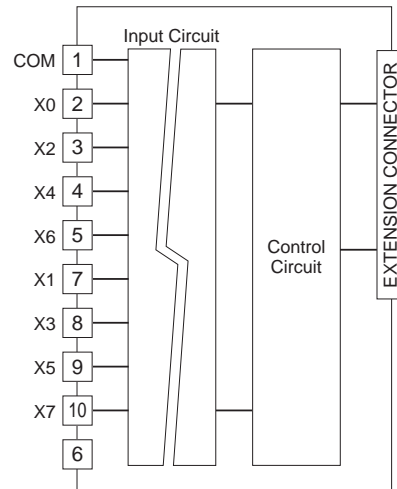 Input Circuit
COM 1
X0 2
X2 3
X4 4
X6 5
X1 7
X3 8
X5 9
X7 10
6
Control
Circuit
EXTENSION CONNECTOR